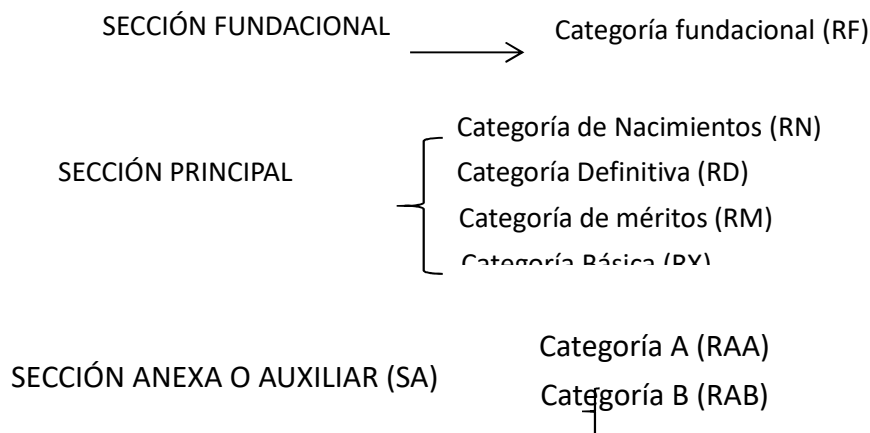 SECCIÓN FUNDACIONAL
Categoría fundacional (RF)
Categoría de Nacimientos (RN)
SECCIÓN PRINCIPAL
Categoría Definitiva (RD)
Categoría de méritos (RM)
Categoría Básica (RX)
Categoría A (RAA)
SECCIÓN ANEXA O AUXILIAR (SA)
Categoría B (RAB)